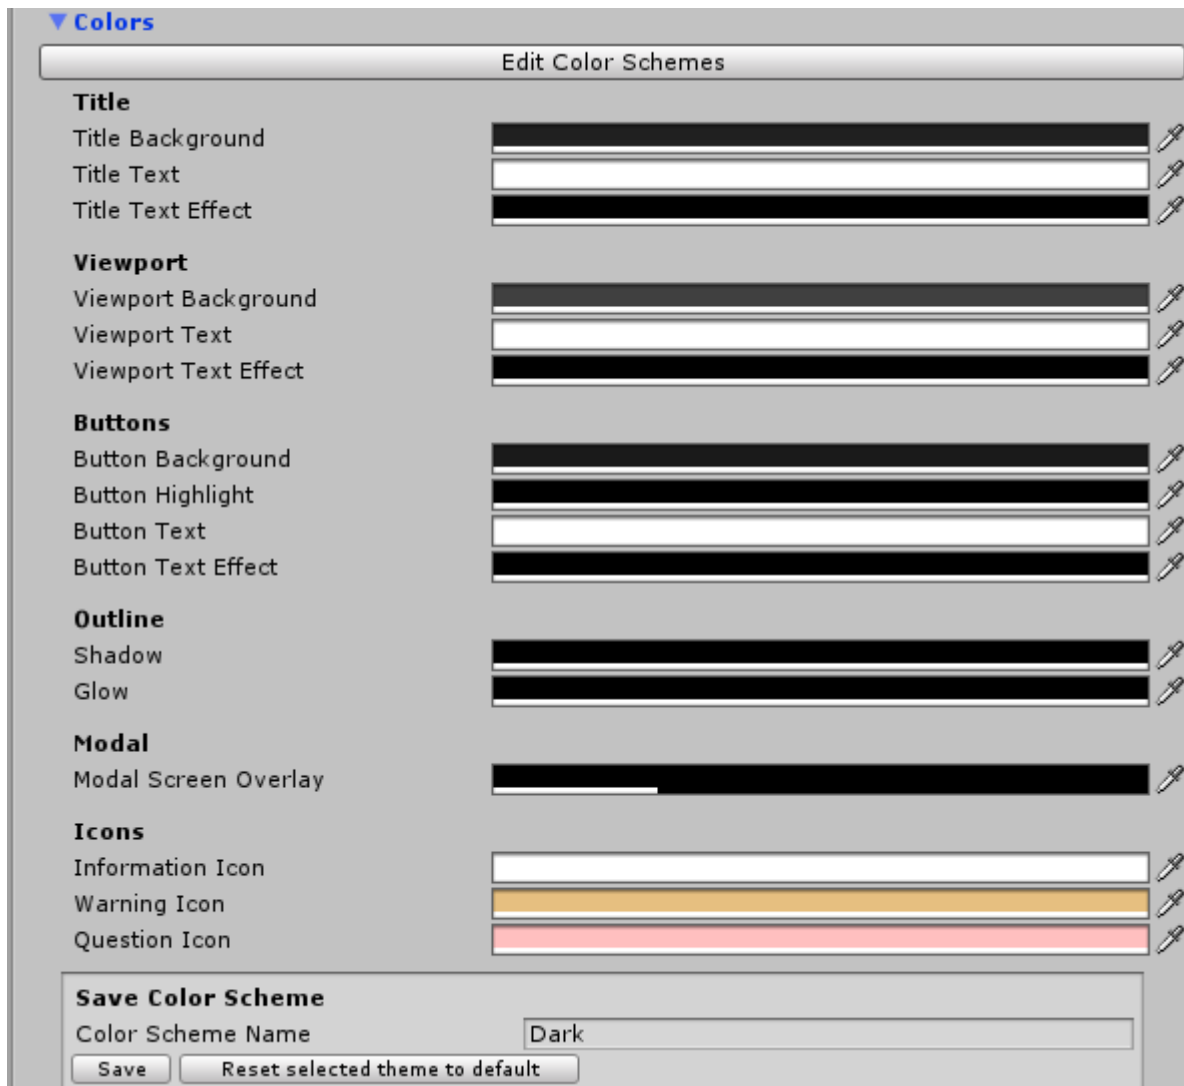 Colors
Edit Color Schemes
Title
Title Background
Title Text
Title Text Effect
Viewport
Viewport Background
Viewport Text
Viewport Text Effect
Buttons
Button Background
Button Highlight
Button Text
Button Text Effect
Outline
Shadow
Glow
Modal
Modal Screen Overlay
Icons
Information Icon
Warning Icon
Question Icon
Save Color Scheme
Color Scheme Name Dark
Save Reset selected theme to default